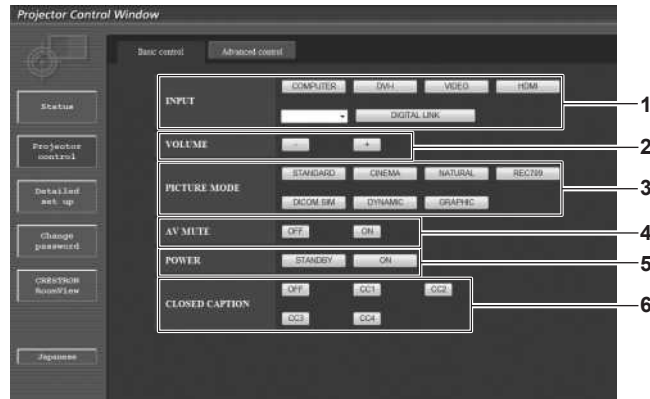 Projector Control Window
Basic control Advanced control
Status
Projector
control
Detailed
set up
Change
password
CRESTRON
RoomView
Japanese
INPUT
COMPUTER DVI-I VIDEO HDMI
DIGITAL LINK
1
VOLUME - +
2
PICTURE MODE
STANDARD CINEMA NATURAL REC709
DICOM SIM DYNAMIC GRAPHIC
3
AV MUTE OFF ON
4
POWER STANDBY ON
5
CLOSED CAPTION
OFF CC1 CC2
CC3 CC4
6